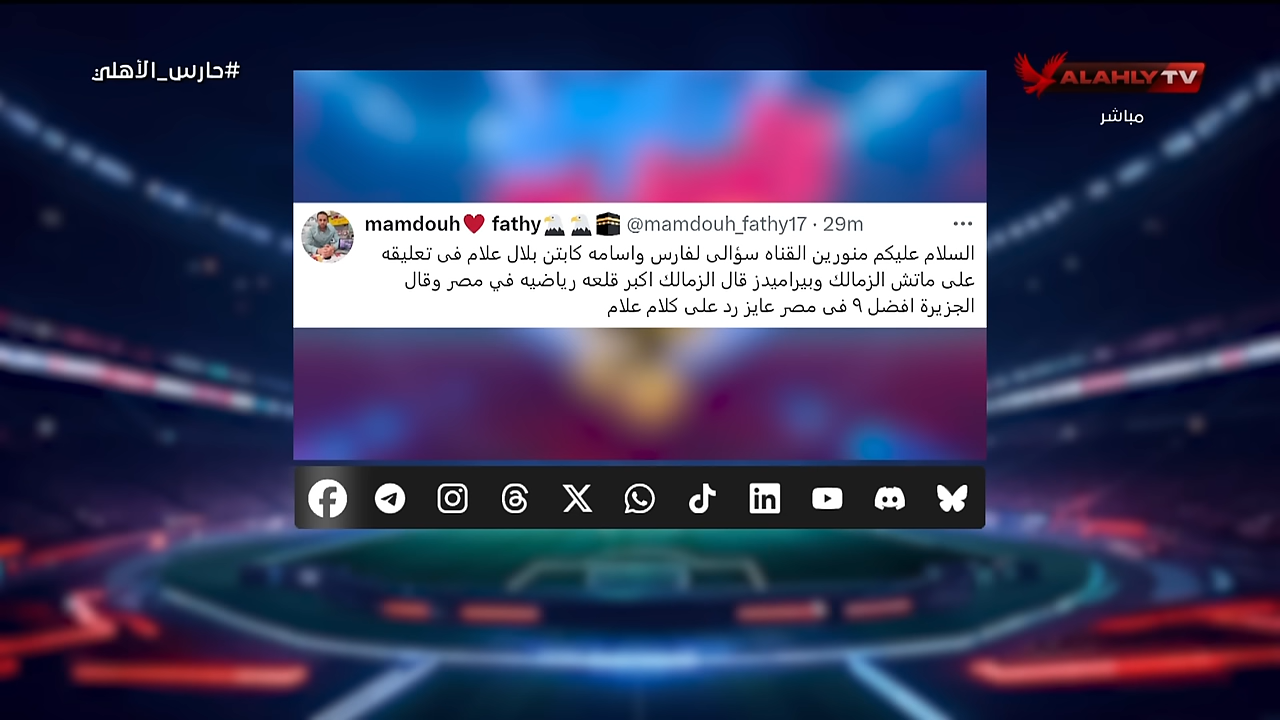 #حارس_الأهلي
ALAHLY TV
مباشر
mamdouh❤️ fathy🦅🦅🕋 @mamdouh_fathy17 · 29m
السلام عليكم منورين القناه سؤالى لفارس واسامه كابتن بلال علام فى تعليقه
على ماتش الزمالك وبيراميدز قال الزمالك اكبر قلعه رياضيه في مصر وقال
الجزيرة افضل ٩ فى مصر عايز رد على كلام علام